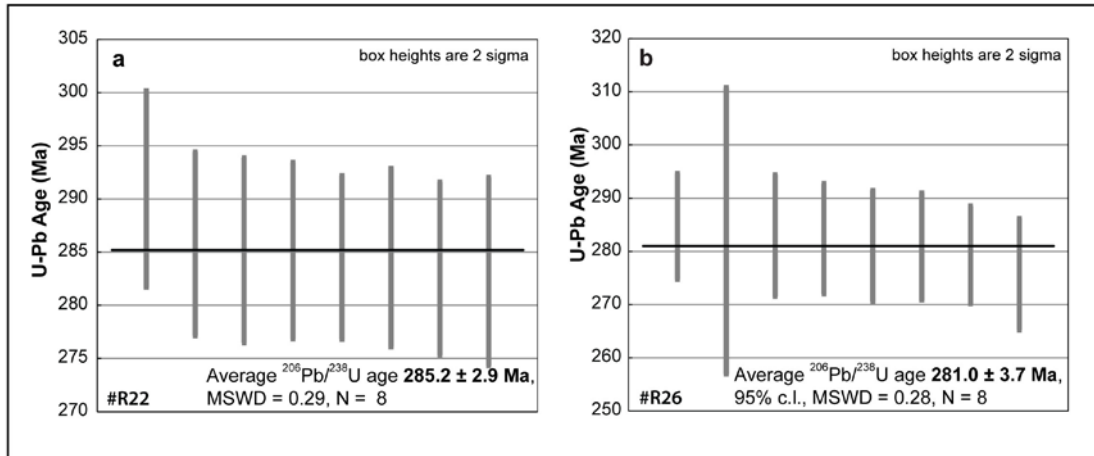 a
box heights are 2 sigma
U-Pb Age (Ma)
305
300
295
290
285
280
275
270
Average ²⁰⁶Pb/²³⁸U age 285.2 ± 2.9 Ma,
MSWD = 0.29, N = 8
#R22
b
box heights are 2 sigma
U-Pb Age (Ma)
320
310
300
290
280
270
260
250
Average ²⁰⁶Pb/²³⁸U age 281.0 ± 3.7 Ma,
95% c.l., MSWD = 0.28, N = 8
#R26